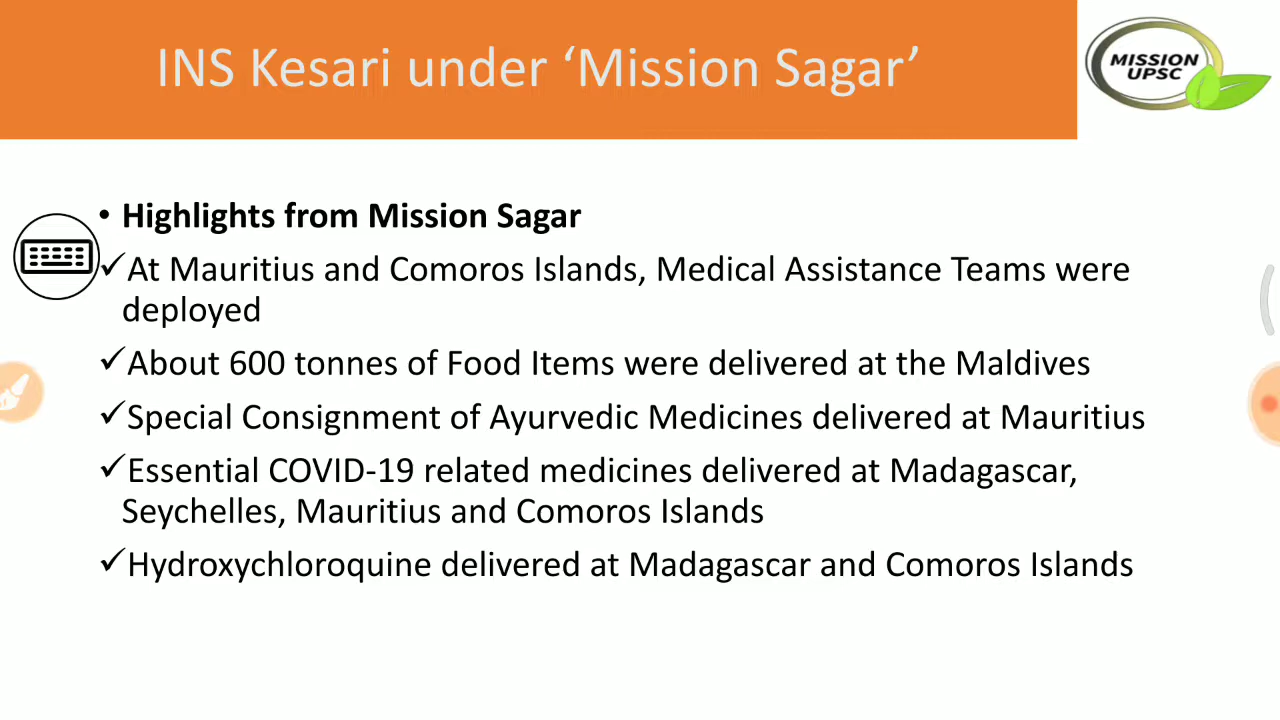 INS Kesari under ‘Mission Sagar’
MISSION
UPSC
• Highlights from Mission Sagar
✓At Mauritius and Comoros Islands, Medical Assistance Teams were
deployed
✓About 600 tonnes of Food Items were delivered at the Maldives
✓Special Consignment of Ayurvedic Medicines delivered at Mauritius
✓Essential COVID-19 related medicines delivered at Madagascar,
Seychelles, Mauritius and Comoros Islands
✓Hydroxychloroquine delivered at Madagascar and Comoros Islands